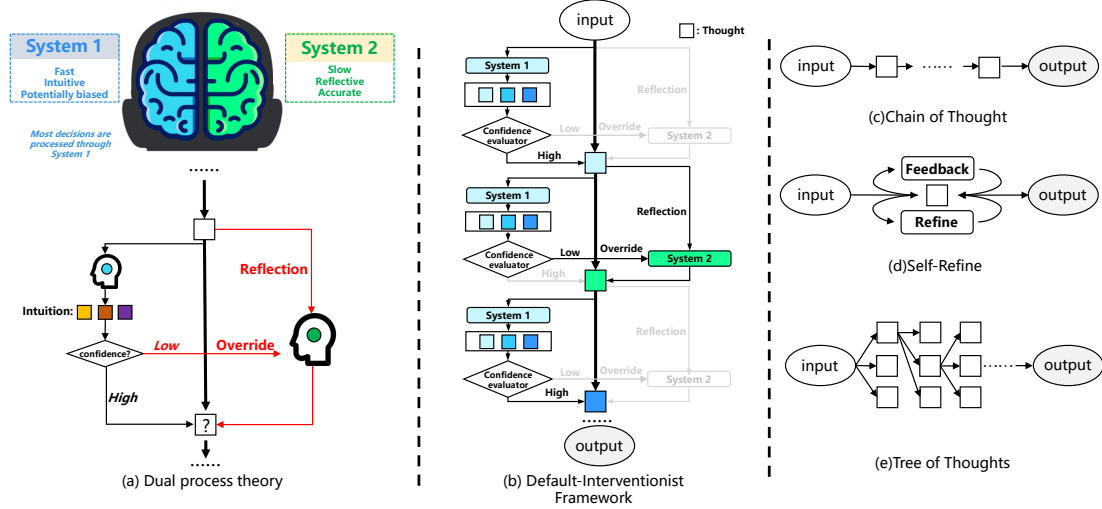 System 1
Fast
Intuitive
Potentially biased
System 2
Slow
Reflective
Accurate
Most decisions are
processed through
System 1
......
Reflection
Intuition:
confidence?
Low
Override
High
?
......
(a) Dual process theory
input
: Thought
System 1
Reflection
Confidence
evaluator
Low
Override
System 2
High
System 1
Reflection
Confidence
evaluator
Low
Override
System 2
High
System 1
Reflection
Confidence
evaluator
Low
Override
System 2
High
......
output
(b) Default-Interventionist
Framework
input
......
output
(c)Chain of Thought
Feedback
input
output
Refine
(d)Self-Refine
input
......
output
(e)Tree of Thoughts